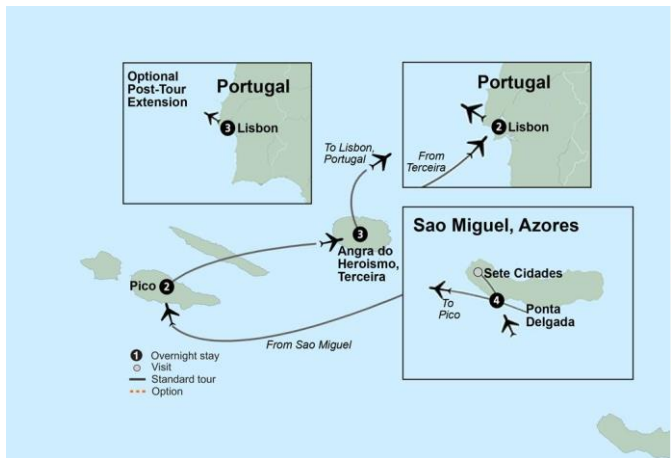 Optional
Post-Tour
Extension
Portugal
3 Lisbon
Portugal
2 Lisbon
From
Terceira
To Lisbon,
Portugal
3
Angra do
Heroismo,
Terceira
Pico 2
From Sao Miguel
Sao Miguel, Azores
Sete Cidades
4
To
Pico
Ponta
Delgada
1 Overnight stay
Visit
Standard tour
Option